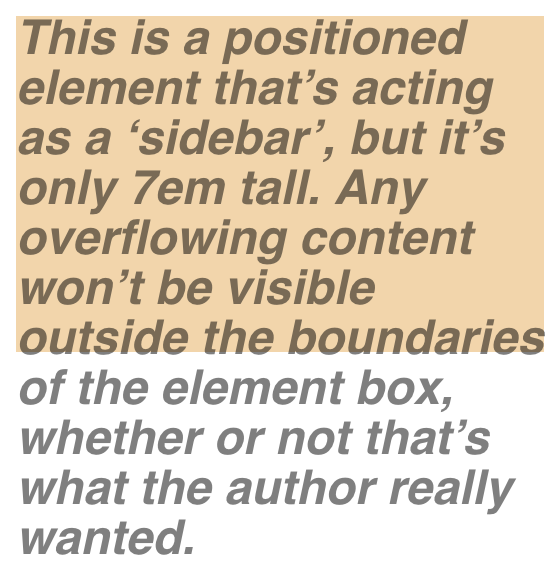 This is a positioned
element that’s acting
as a ‘sidebar’, but it’s
only 7em tall. Any
overflowing content
won’t be visible
outside the boundaries
of the element box,
whether or not that’s
what the author really
wanted.